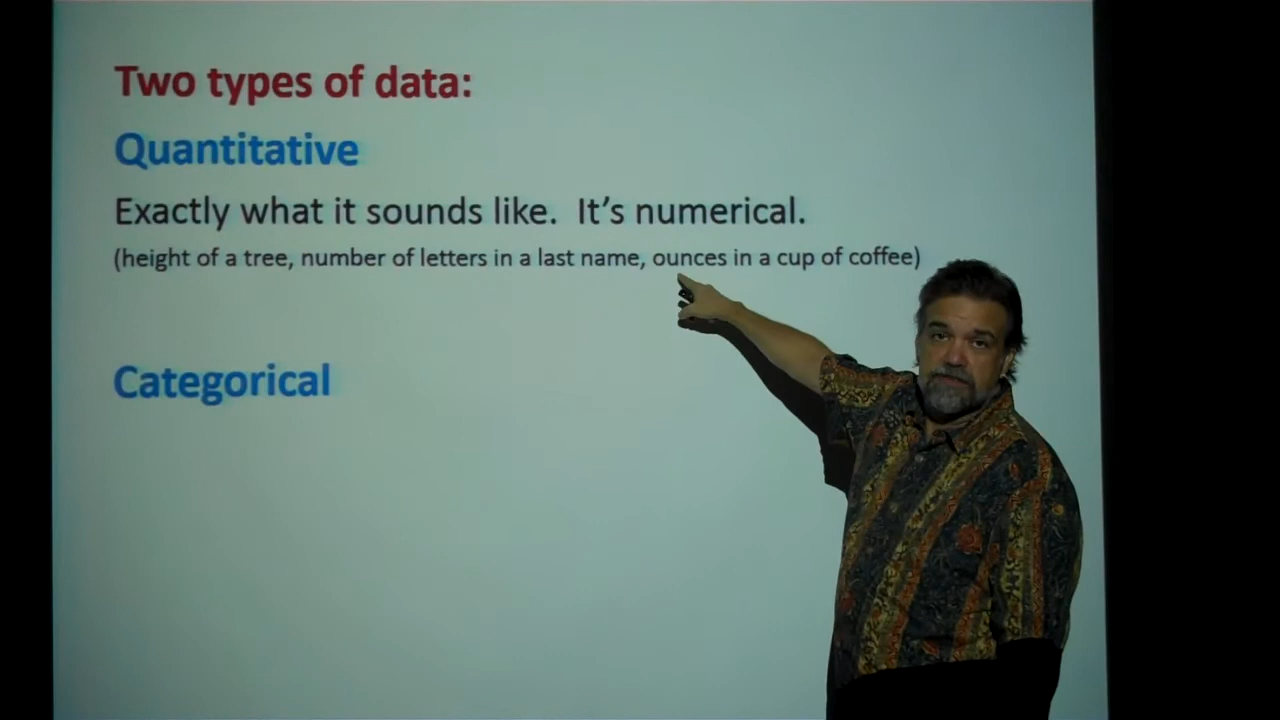 Two types of data:
Quantitative
Exactly what it sounds like. It's numerical.
(height of a tree, number of letters in a last name, ounces in a cup of coffee)
Categorical